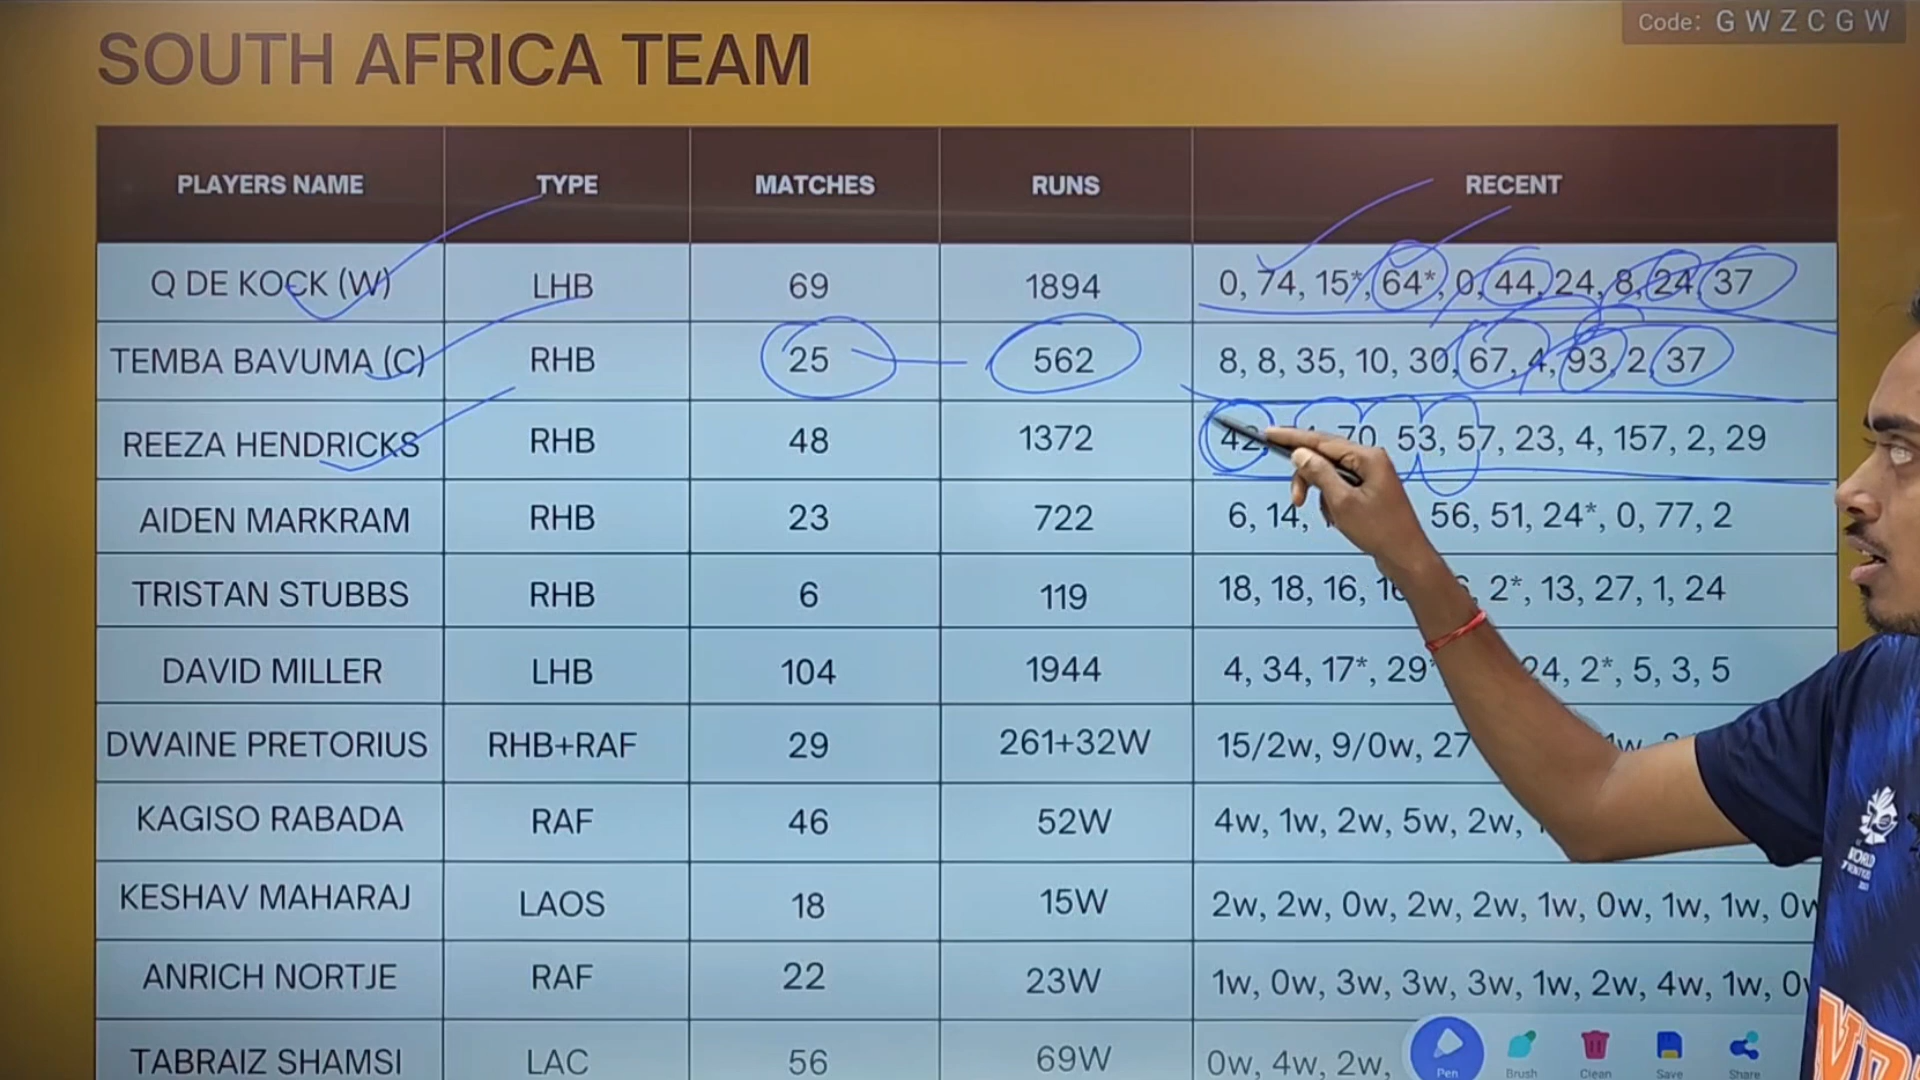 Code: G W Z C G W
SOUTH AFRICA TEAM
PLAYERS NAME TYPE MATCHES RUNS RECENT
Q DE KOCK (W) LHB 69 1894 0, 74, 15*, 64*, 0, 44, 24, 8, 24, 37
TEMBA BAVUMA (C) RHB 25 562 8, 8, 35, 10, 30, 67, 4, 93, 2, 37
REEZA HENDRICKS RHB 48 1372 42, 70, 53, 57, 23, 4, 157, 2, 29
AIDEN MARKRAM RHB 23 722 6, 14, 56, 51, 24*, 0, 77, 2
TRISTAN STUBBS RHB 6 119 18, 18, 16, 2*, 13, 27, 1, 24
DAVID MILLER LHB 104 1944 4, 34, 17*, 29* 24, 2*, 5, 3, 5
DWAINE PRETORIUS RHB+RAF 29 261+32W 15/2w, 9/0w, 27
KAGISO RABADA RAF 46 52W 4w, 1w, 2w, 5w, 2w,
KESHAV MAHARAJ LAOS 18 15W 2w, 2w, 0w, 2w, 2w, 1w, 0w, 1w, 1w, 0w
ANRICH NORTJE RAF 22 23W 1w, 0w, 3w, 3w, 3w, 1w, 2w, 4w, 1w,
TABRAIZ SHAMSI LAC 56 69W 0w, 4w, 2w,
Pen Brush Clean Save Share
WORLD